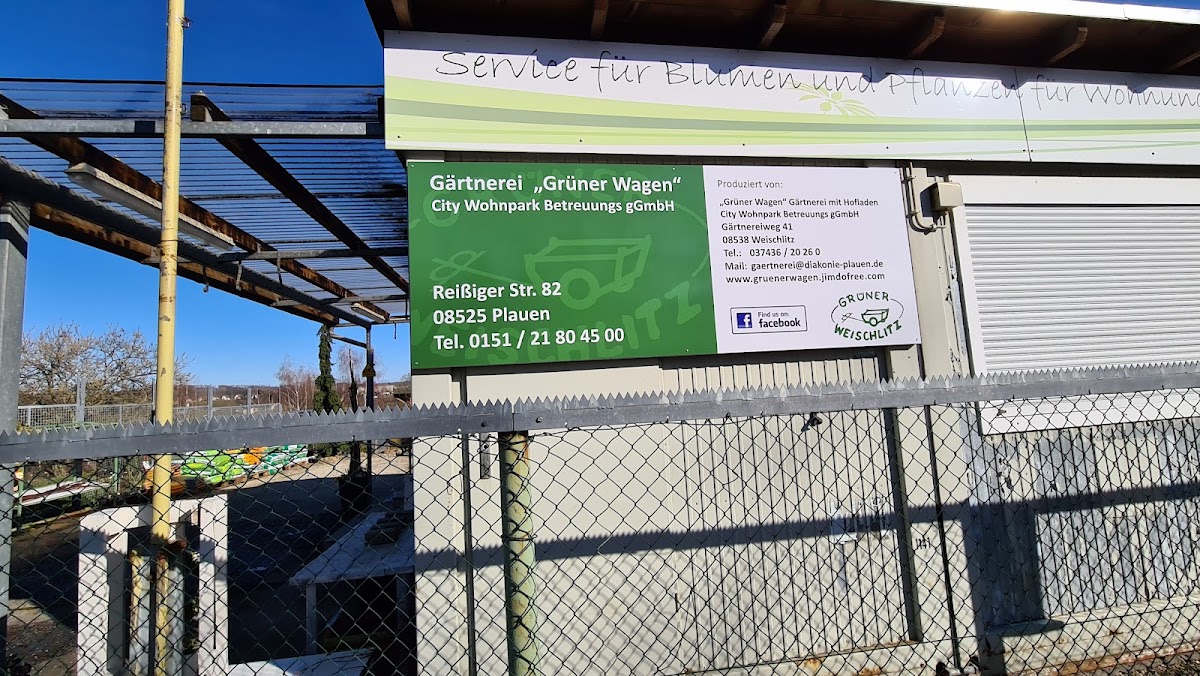 Service für Blumen und Pflanzen für Wohnun
Gärtnerei „Grüner Wagen“
City Wohnpark Betreuungs gGmbH
Reißiger Str. 82
08525 Plauen
Tel. 0151 / 21 80 45 00
Produziert von:
„Grüner Wagen“ Gärtnerei mit Hofladen
City Wohnpark Betreuungs gGmbH
Gärtnereiweg 41
08538 Weischlitz
Tel.: 037436 / 20 26 0
Mail: gaertnerei@diakonie-plauen.de
www.gruenerwagen.jimdofree.com
f Find us on:
facebook
GRÜNER
WEISCHLITZ